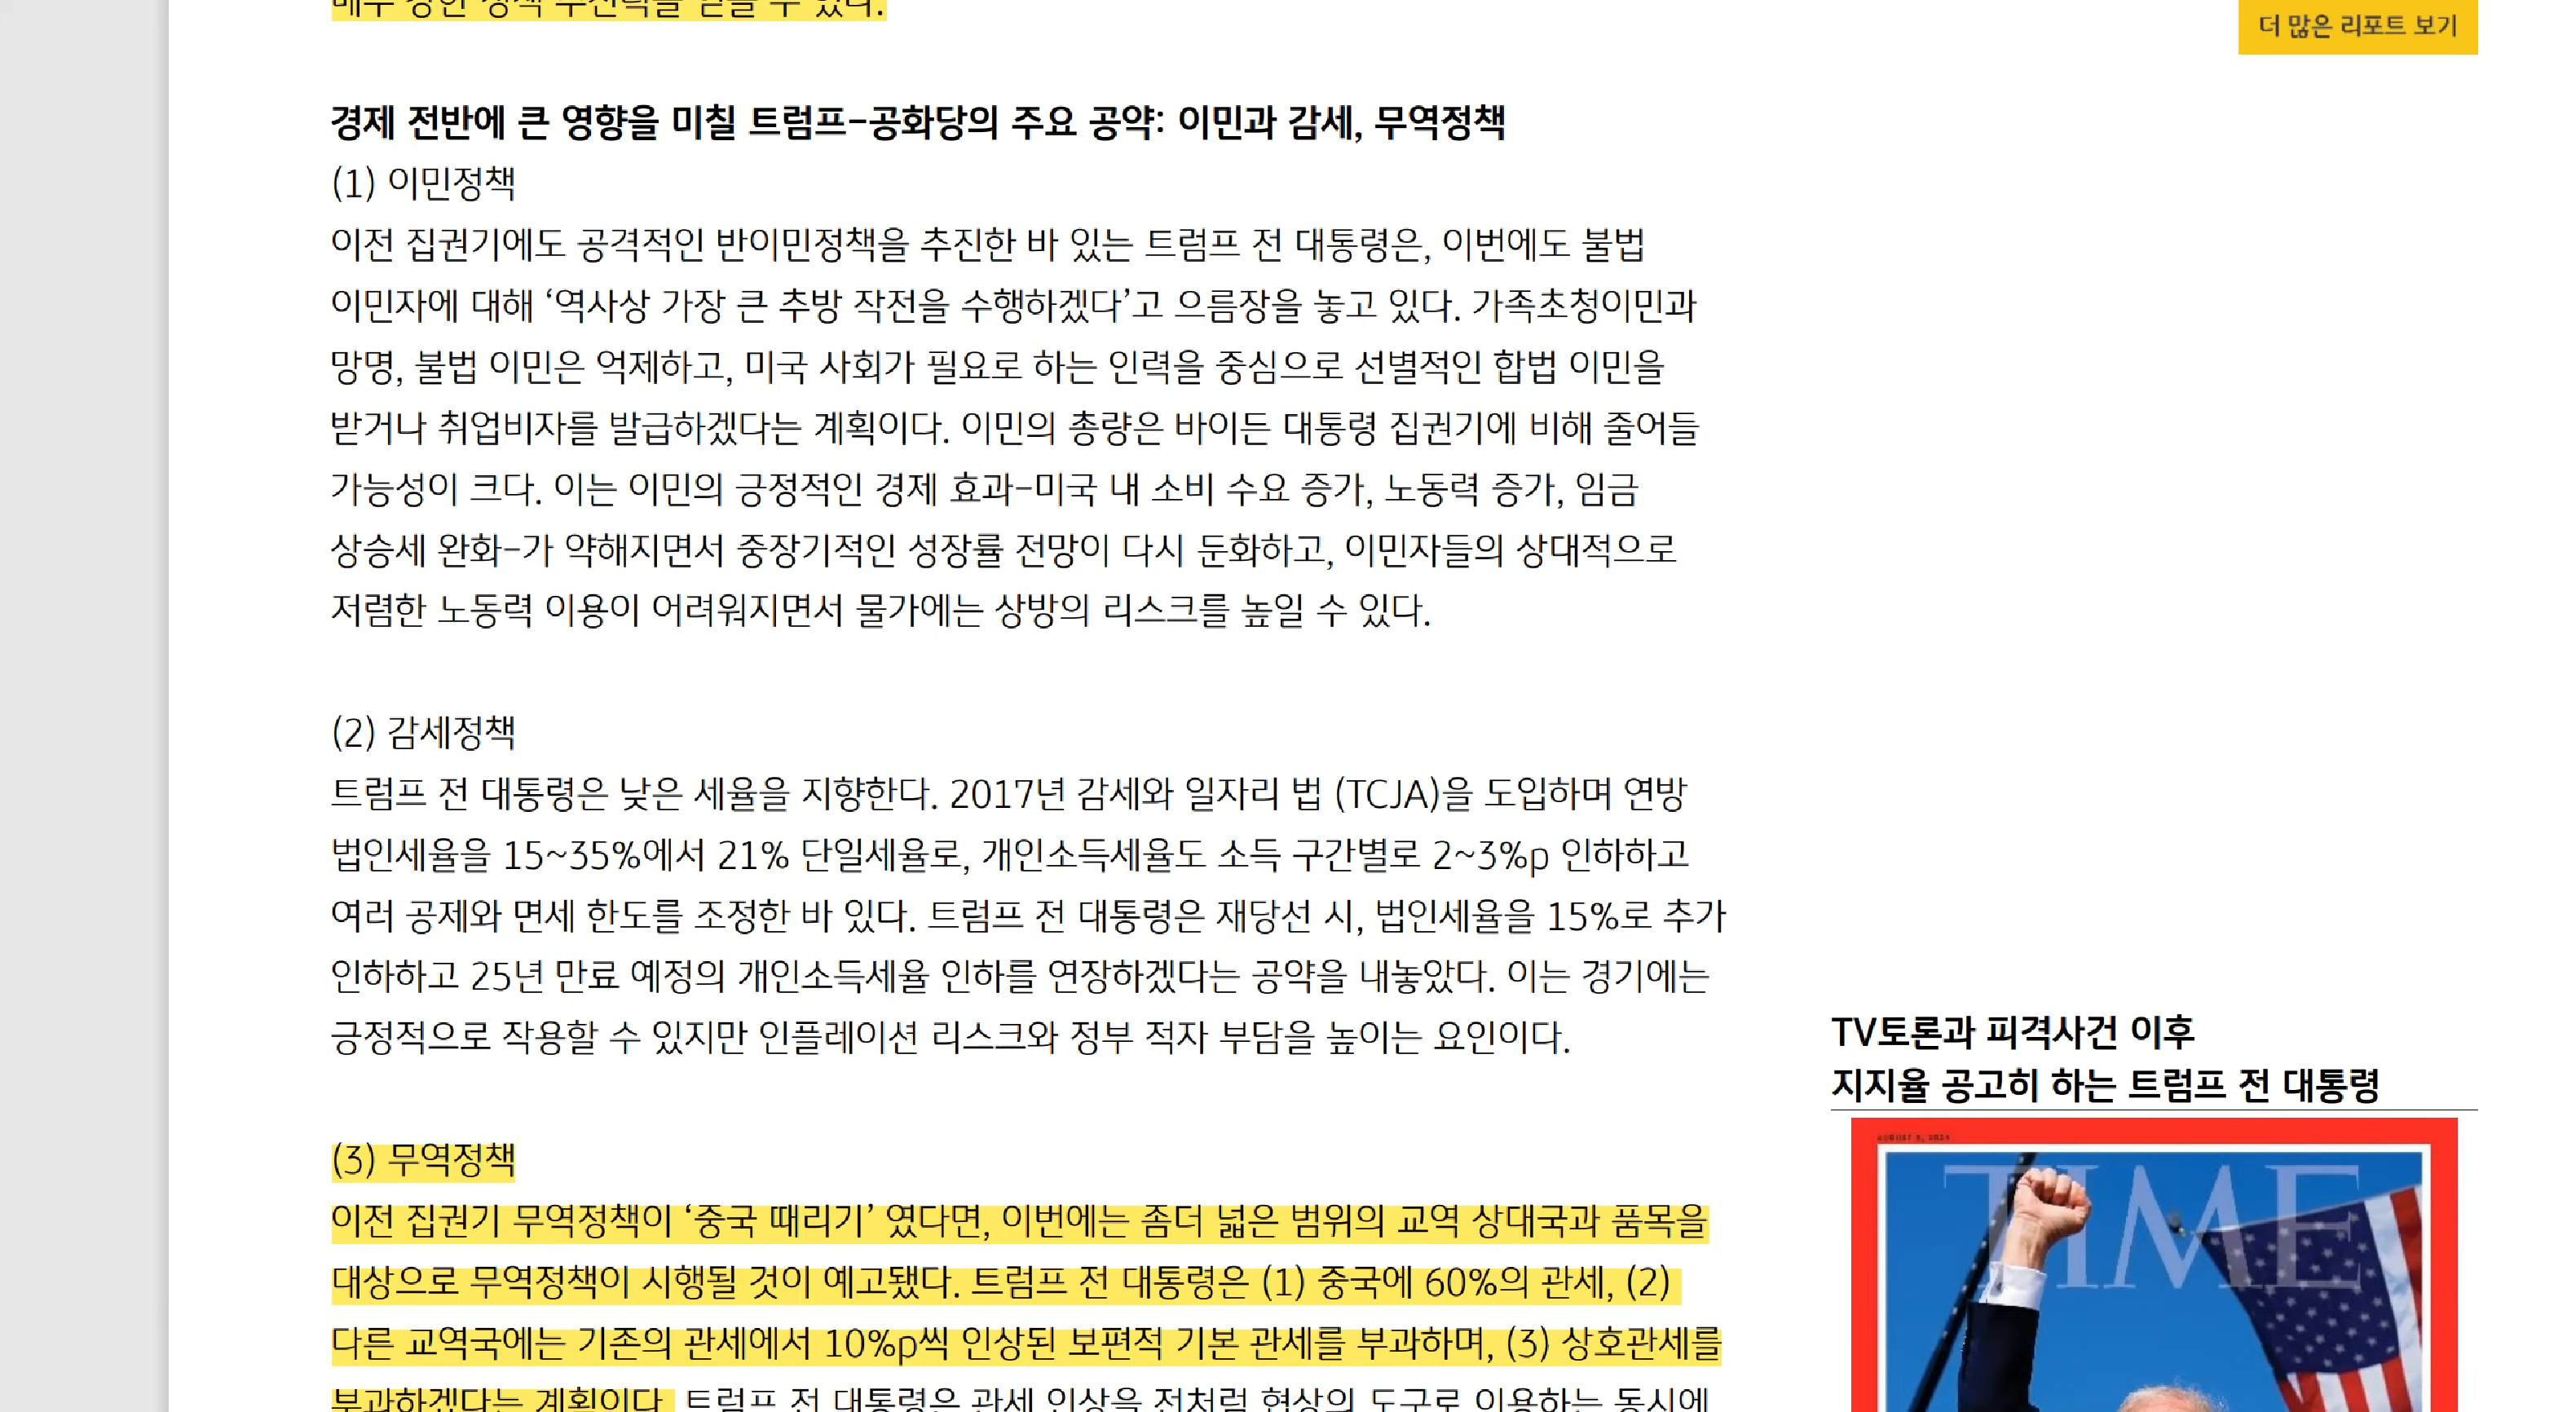 매우 강한 정책 추진력을 얻을 수 있다.
더 많은 리포트 보기
경제 전반에 큰 영향을 미칠 트럼프-공화당의 주요 공약: 이민과 감세, 무역정책
(1) 이민정책
이전 집권기에도 공격적인 반이민정책을 추진한 바 있는 트럼프 전 대통령은, 이번에도 불법
이민자에 대해 ‘역사상 가장 큰 추방 작전을 수행하겠다’고 으름장을 놓고 있다. 가족초청이민과
망명, 불법 이민은 억제하고, 미국 사회가 필요로 하는 인력을 중심으로 선별적인 합법 이민을
받거나 취업비자를 발급하겠다는 계획이다. 이민의 총량은 바이든 대통령 집권기에 비해 줄어들
가능성이 크다. 이는 이민의 긍정적인 경제 효과-미국 내 소비 수요 증가, 노동력 증가, 임금
상승세 완화-가 약해지면서 중장기적인 성장률 전망이 다시 둔화하고, 이민자들의 상대적으로
저렴한 노동력 이용이 어려워지면서 물가에는 상방의 리스크를 높일 수 있다.
(2) 감세정책
트럼프 전 대통령은 낮은 세율을 지향한다. 2017년 감세와 일자리 법 (TCJA)을 도입하며 연방
법인세율을 15~35%에서 21% 단일세율로, 개인소득세율도 소득 구간별로 2~3%p 인하하고
여러 공제와 면세 한도를 조정한 바 있다. 트럼프 전 대통령은 재당선 시, 법인세율을 15%로 추가
인하하고 25년 만료 예정의 개인소득세율 인하를 연장하겠다는 공약을 내놓았다. 이는 경기에는
긍정적으로 작용할 수 있지만 인플레이션 리스크와 정부 적자 부담을 높이는 요인이다.
(3) 무역정책
이전 집권기 무역정책이 ‘중국 때리기’ 였다면, 이번에는 좀더 넓은 범위의 교역 상대국과 품목을
대상으로 무역정책이 시행될 것이 예고됐다. 트럼프 전 대통령은 (1) 중국에 60%의 관세, (2)
다른 교역국에는 기존의 관세에서 10%p씩 인상된 보편적 기본 관세를 부과하며, (3) 상호관세를
부과하겠다는 계획이다. 트럼프 전 대통령은 관세 인상을 전처럼 협상의 도구로 이용하는 동시에
TV토론과 피격사건 이후
지지율 공고히 하는 트럼프 전 대통령
AUGUST 5, 2024
TIME